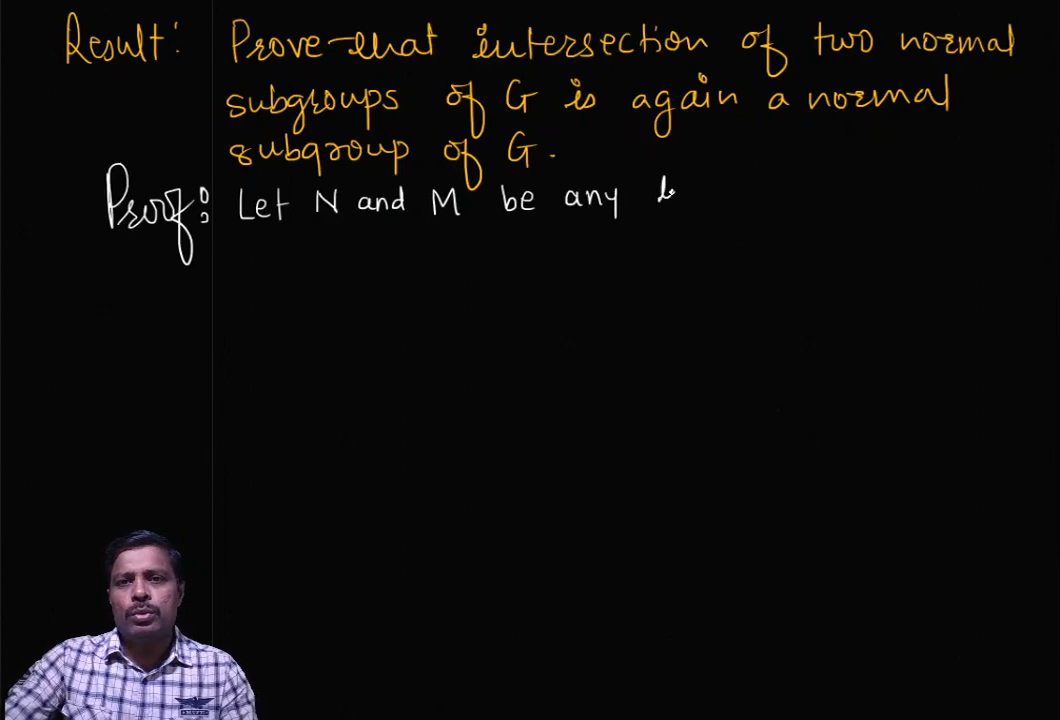 Result: Prove that intersection of two normal
subgroups of G is again a normal
subgroup of G.
Proof: Let N and M be any